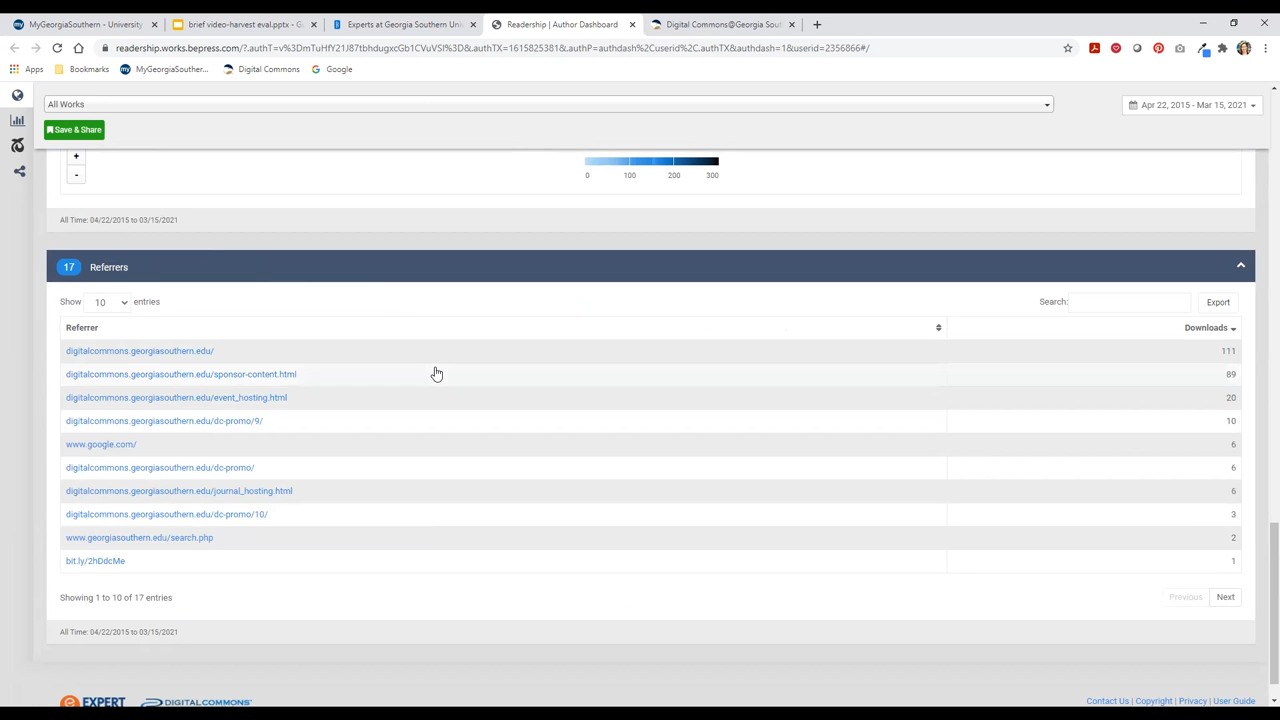 MyGeorgiaSouthern - University
brief video-harvest eval.pptx - Go
Experts at Georgia Southern Uni
Readership | Author Dashboard
Digital Commons@Georgia Sout
readership.works.bepress.com/?.authT=v%3DmTuHfY21J87tbhdugxcGb1CVuVSI%3D&.authTX=1615825381&.authP=authdash%2Cuserid%2C.authTX&authdash=1&userid=2356866#/
Apps
Bookmarks
MyGeorgiaSouther...
Digital Commons
Google
All Works
Apr 22, 2015 - Mar 15, 2021
Save & Share
+
-
0 100 200 300
All Time: 04/22/2015 to 03/15/2021
17 Referrers
Show 10 entries
Search:
Export
Referrer Downloads
digitalcommons.georgiasouthern.edu/ 111
digitalcommons.georgiasouthern.edu/sponsor-content.html 89
digitalcommons.georgiasouthern.edu/event_hosting.html 20
digitalcommons.georgiasouthern.edu/dc-promo/9/ 10
www.google.com/ 6
digitalcommons.georgiasouthern.edu/dc-promo/ 6
digitalcommons.georgiasouthern.edu/journal_hosting.html 6
digitalcommons.georgiasouthern.edu/dc-promo/10/ 3
www.georgiasouthern.edu/search.php 2
bit.ly/2hDdcMe 1
Showing 1 to 10 of 17 entries
Previous Next
All Time: 04/22/2015 to 03/15/2021
EXPERT
DIGITALCOMMONS
Contact Us | Copyright | Privacy | User Guide